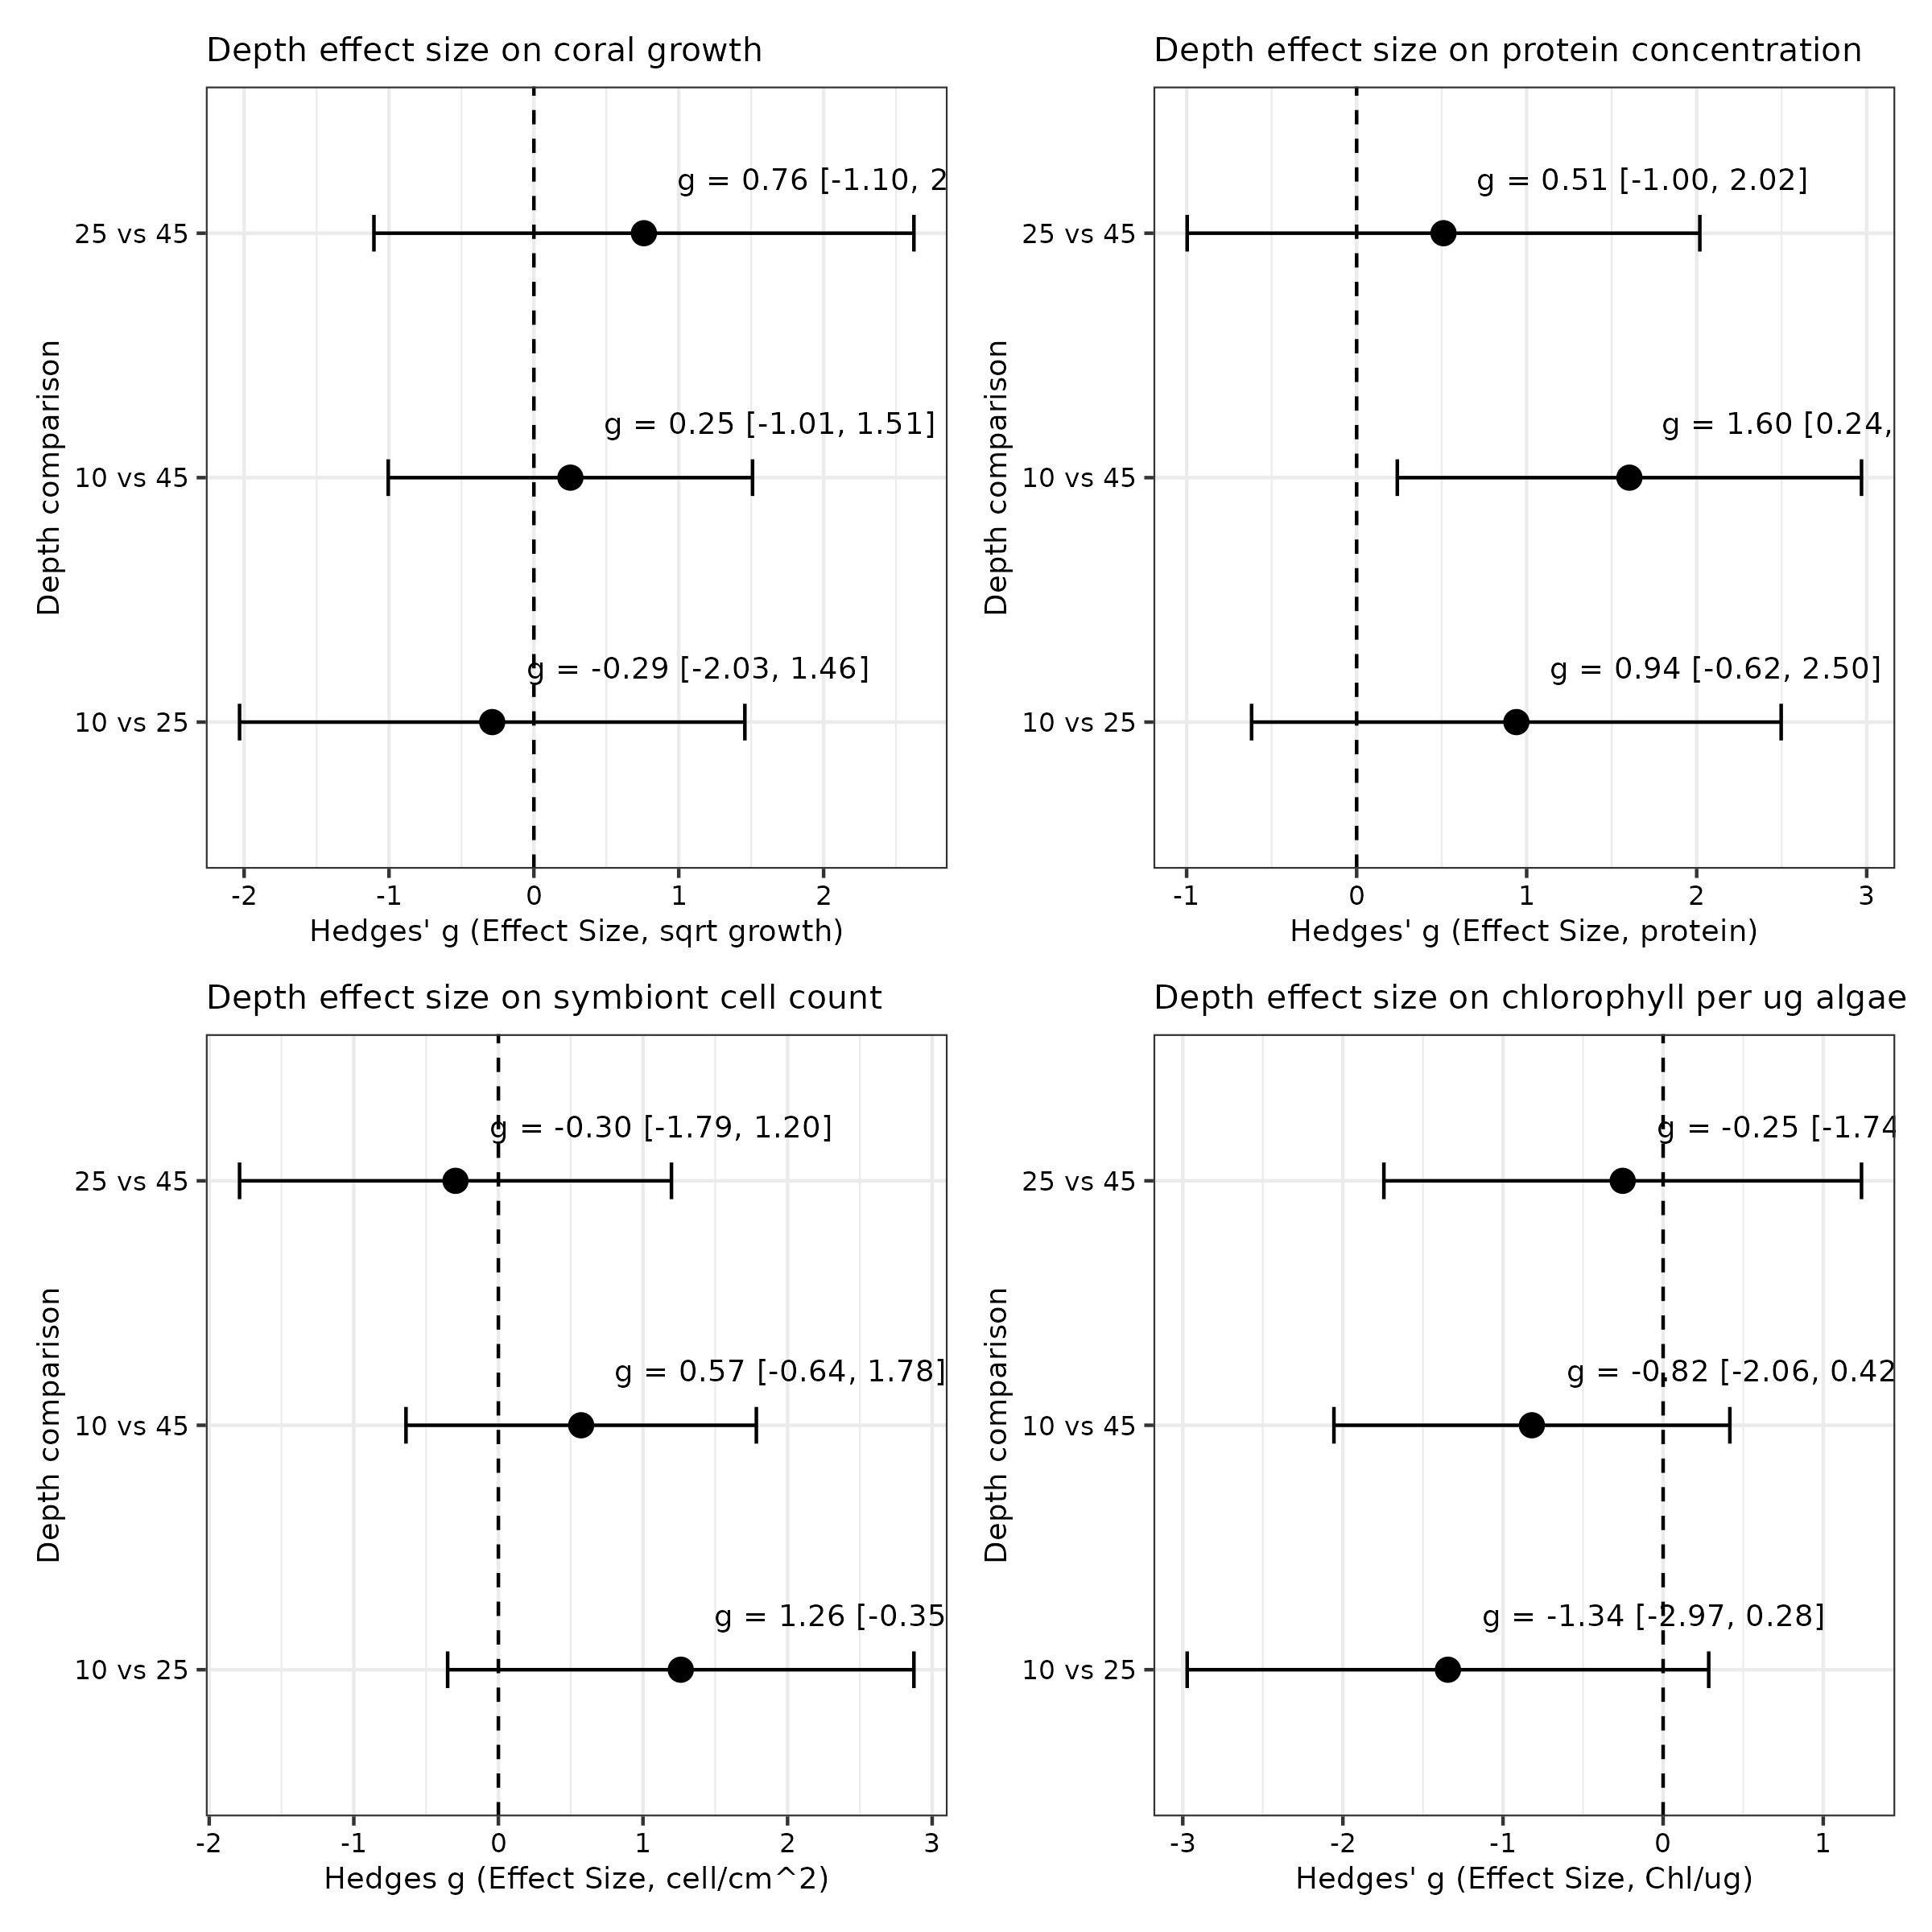 Depth effect size on coral growth
Depth comparison
25 vs 45
10 vs 45
10 vs 25
g = 0.76 [-1.10, 2
g = 0.25 [-1.01, 1.51]
g = -0.29 [-2.03, 1.46]
-2 -1 0 1 2
Hedges' g (Effect Size, sqrt growth)
Depth effect size on protein concentration
Depth comparison
25 vs 45
10 vs 45
10 vs 25
g = 0.51 [-1.00, 2.02]
g = 1.60 [0.24,
g = 0.94 [-0.62, 2.50]
-1 0 1 2 3
Hedges' g (Effect Size, protein)
Depth effect size on symbiont cell count
Depth comparison
25 vs 45
10 vs 45
10 vs 25
g = -0.30 [-1.79, 1.20]
g = 0.57 [-0.64, 1.78]
g = 1.26 [-0.35
-2 -1 0 1 2 3
Hedges g (Effect Size, cell/cm^2)
Depth effect size on chlorophyll per ug algae
Depth comparison
25 vs 45
10 vs 45
10 vs 25
g = -0.25 [-1.74
g = -0.82 [-2.06, 0.42
g = -1.34 [-2.97, 0.28]
-3 -2 -1 0 1
Hedges' g (Effect Size, Chl/ug)